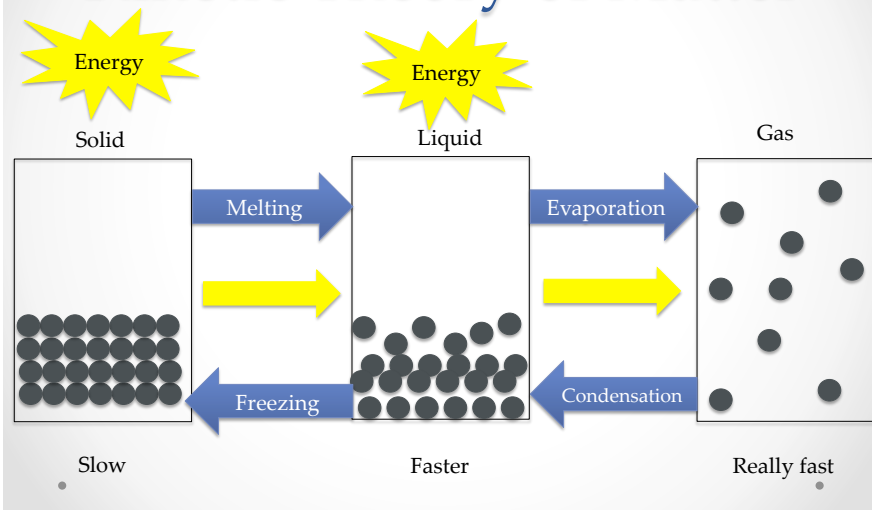 Energy
Energy
Solid
Liquid
Gas
Melting
Evaporation
Freezing
Condensation
Slow
Faster
Really fast